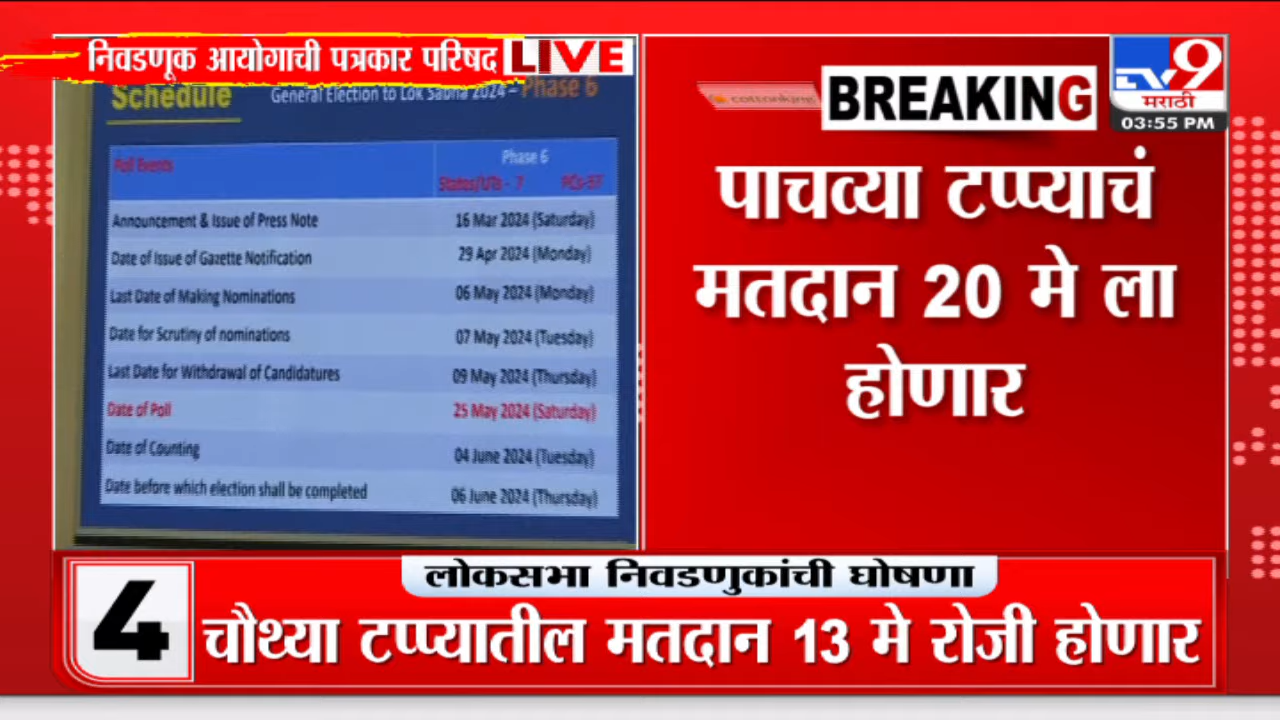 निवडणूक आयोगाची पत्रकार परिषद LIVE
Schedule
General Election to Lok Sabha 2024 – Phase 6
Poll Events
Phase 6
States/UTs - 7 PCs-57
Announcement & Issue of Press Note 16 Mar 2024 (Saturday)
Date of Issue of Gazette Notification 29 Apr 2024 (Monday)
Last Date of Making Nominations 06 May 2024 (Monday)
Date for Scrutiny of nominations 07 May 2024 (Tuesday)
Last Date for Withdrawal of Candidatures 09 May 2024 (Thursday)
Date of Poll 25 May 2024 (Saturday)
Date of Counting 04 June 2024 (Tuesday)
Date before which election shall be completed 06 June 2024 (Thursday)
cottonking
BREAKING
TV9
मराठी
03:55 PM
पाचव्या टप्प्याचं
मतदान 20 मे ला
होणार
लोकसभा निवडणुकांची घोषणा
4
चौथ्या टप्प्यातील मतदान 13 मे रोजी होणार